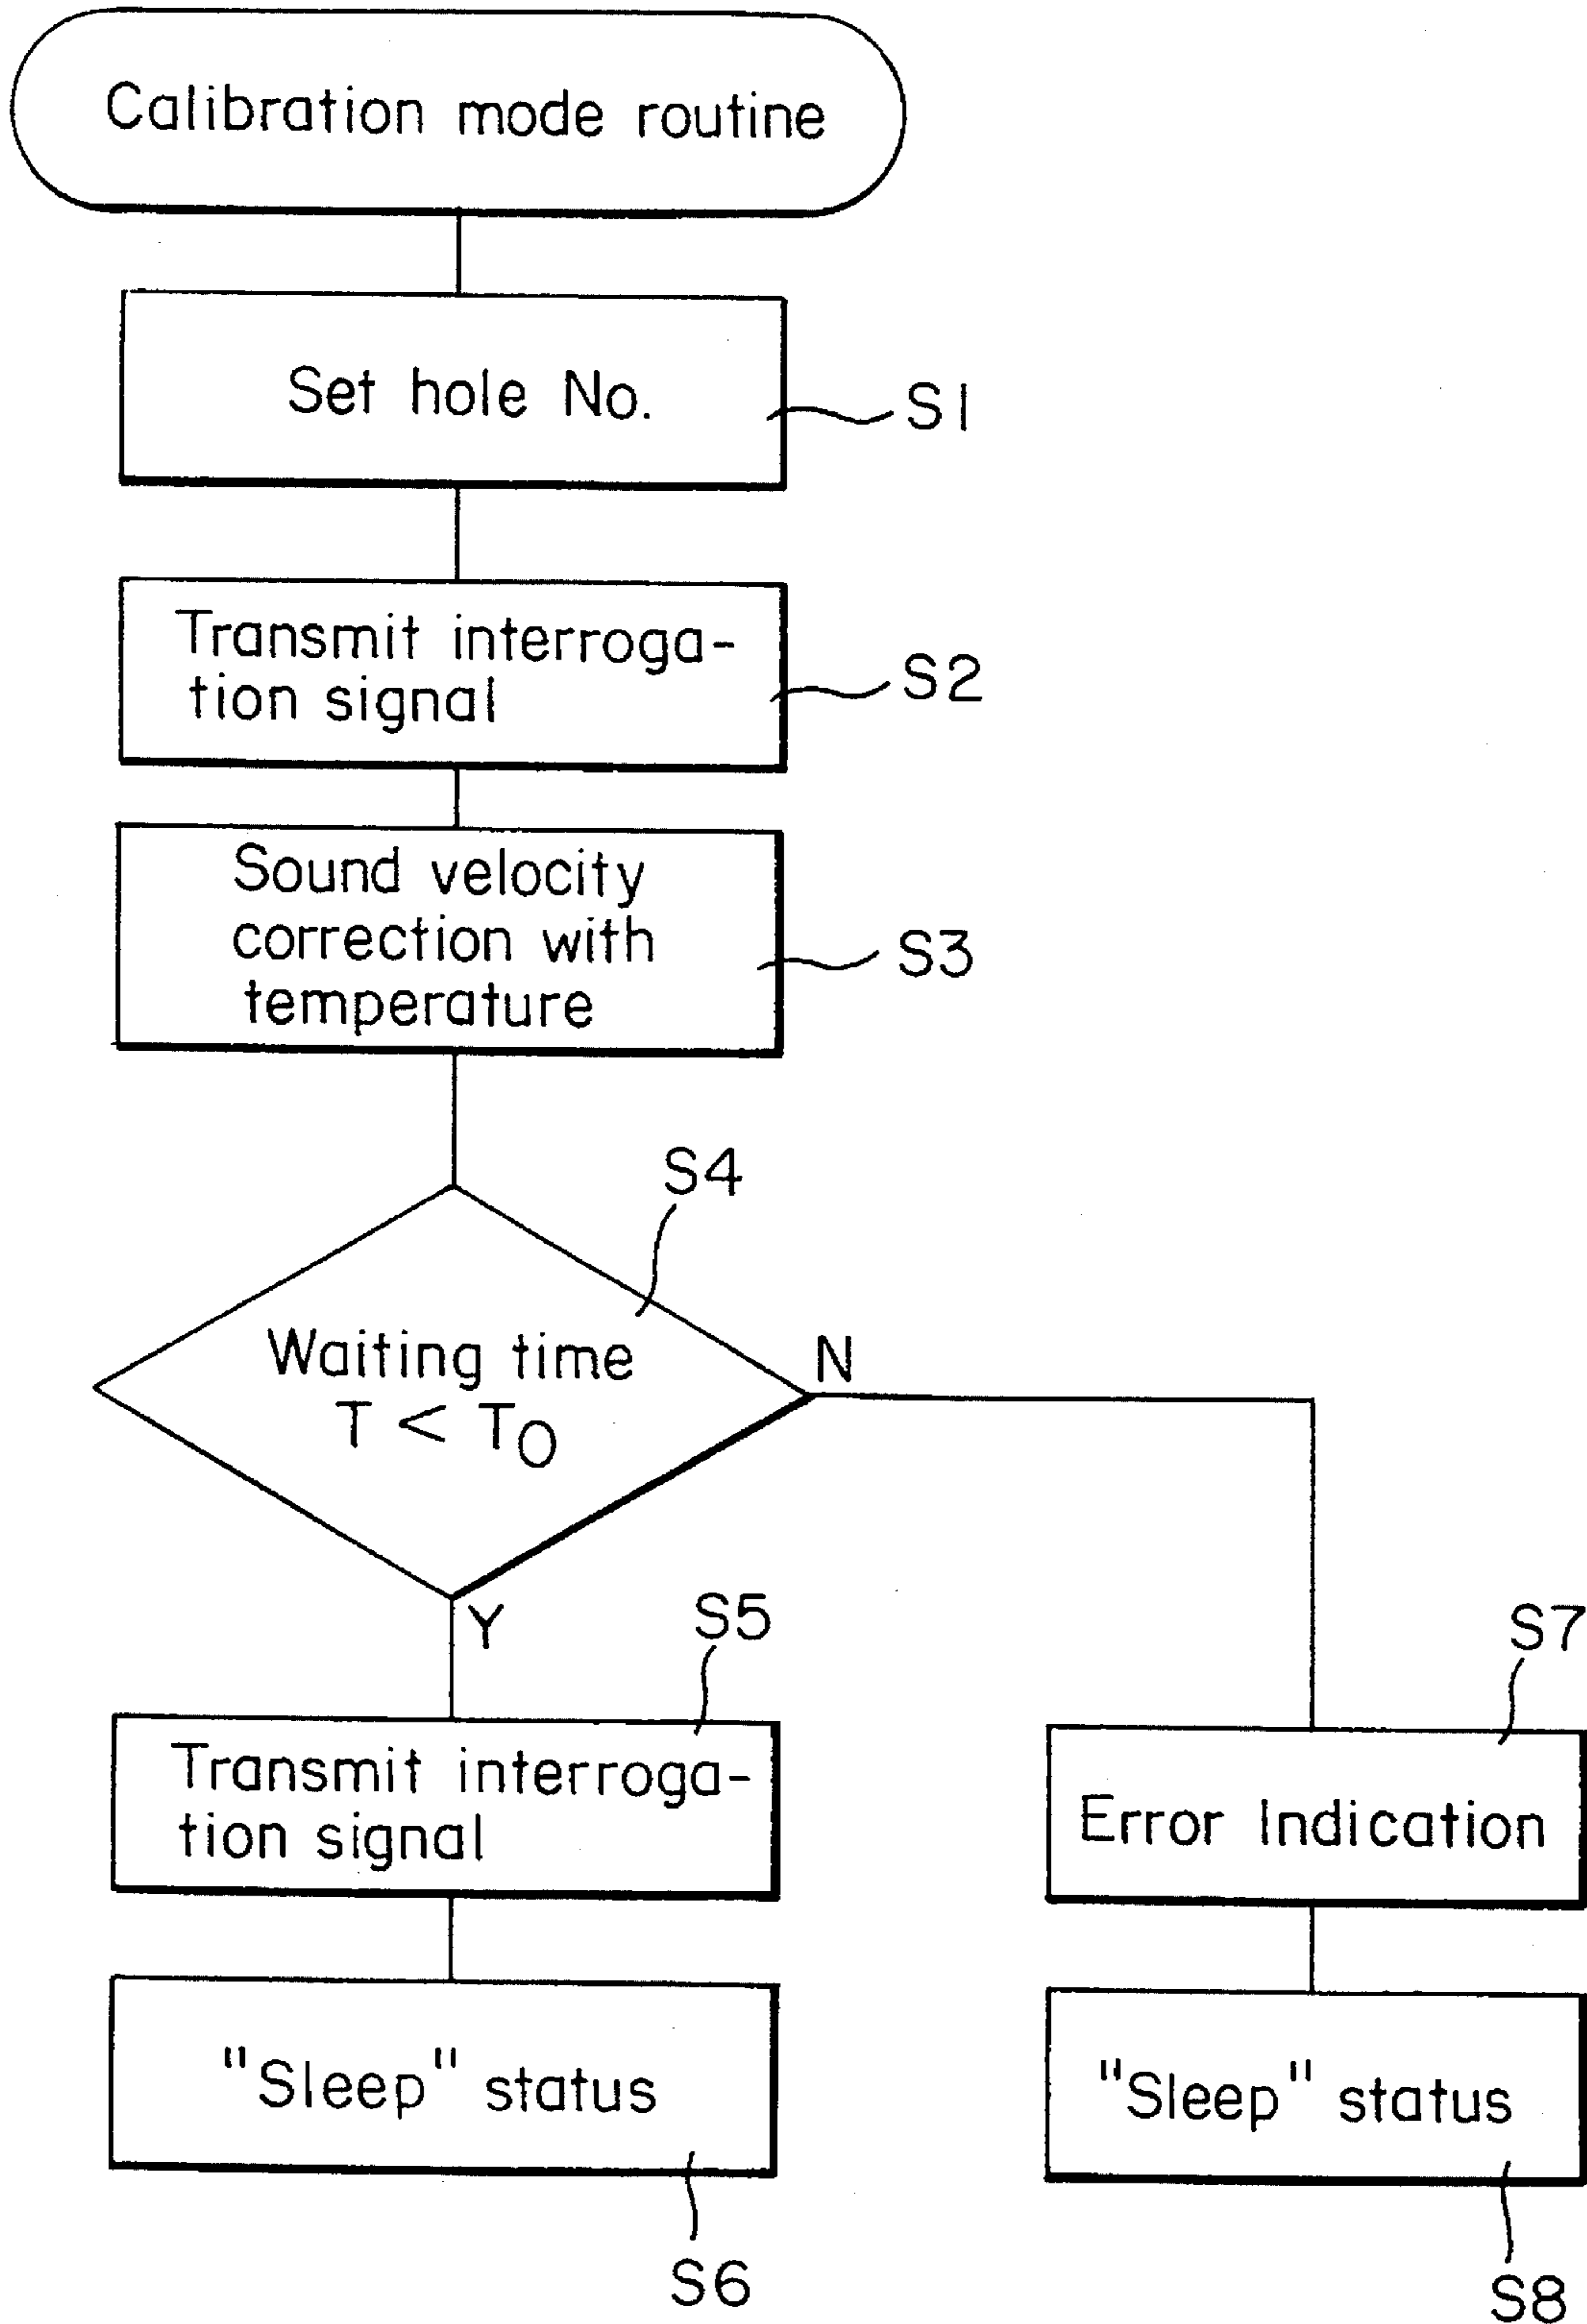 Calibration mode routine
Set hole No.
S1
Transmit interroga-
tion signal
S2
Sound velocity
correction with
temperature
S3
S4
Waiting time
T < T0
N
Y
S5
Transmit interroga-
tion signal
S7
Error Indication
"Sleep" status
S6
"Sleep" status
S8